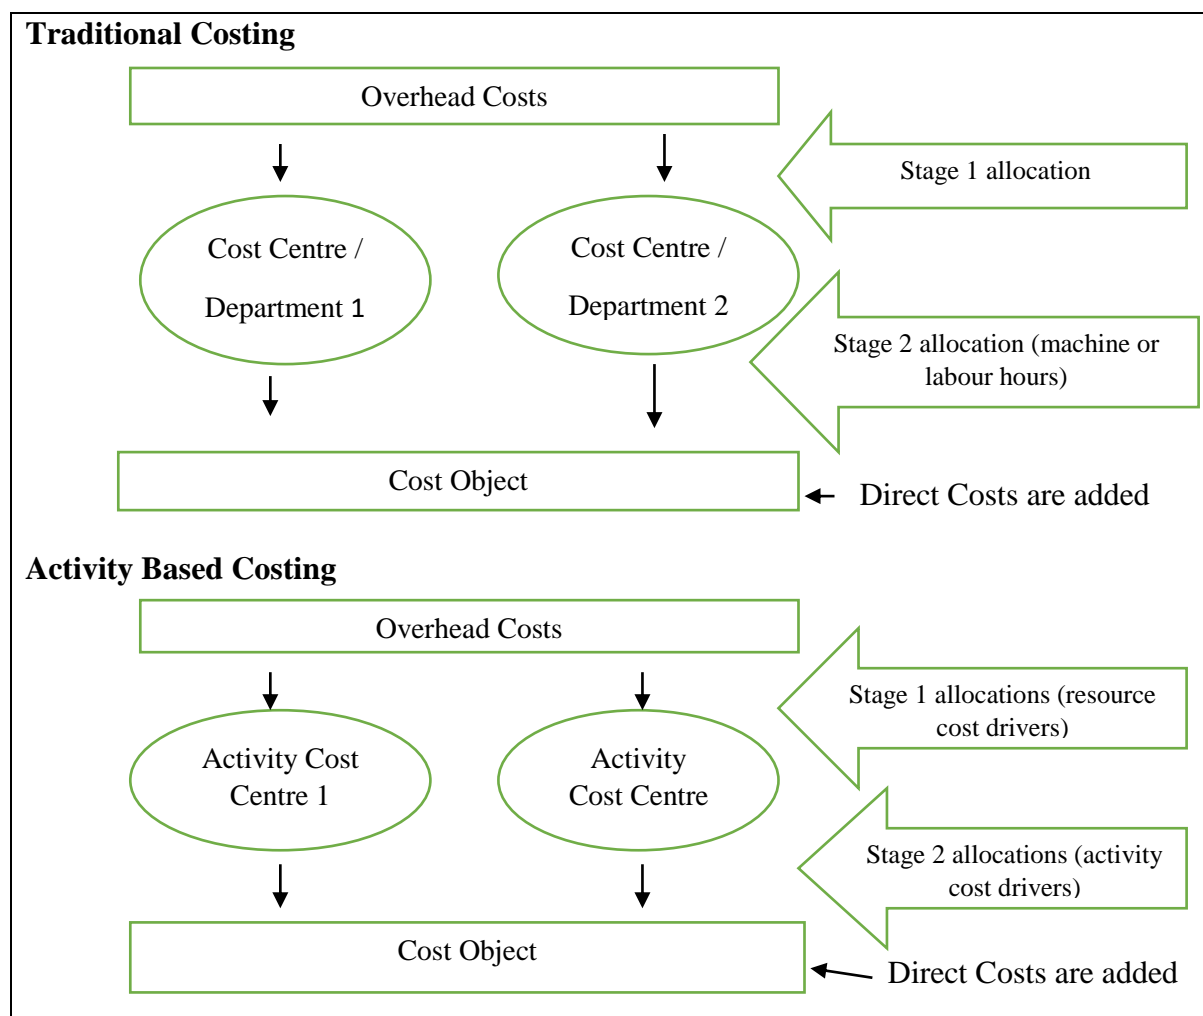 Traditional Costing
Overhead Costs
Stage 1 allocation
Cost Centre /
Department 1
Cost Centre /
Department 2
Stage 2 allocation (machine or
labour hours)
Cost Object
Direct Costs are added
Activity Based Costing
Overhead Costs
Stage 1 allocations (resource
cost drivers)
Activity Cost
Centre 1
Activity
Cost Centre
Stage 2 allocations (activity
cost drivers)
Cost Object
Direct Costs are added